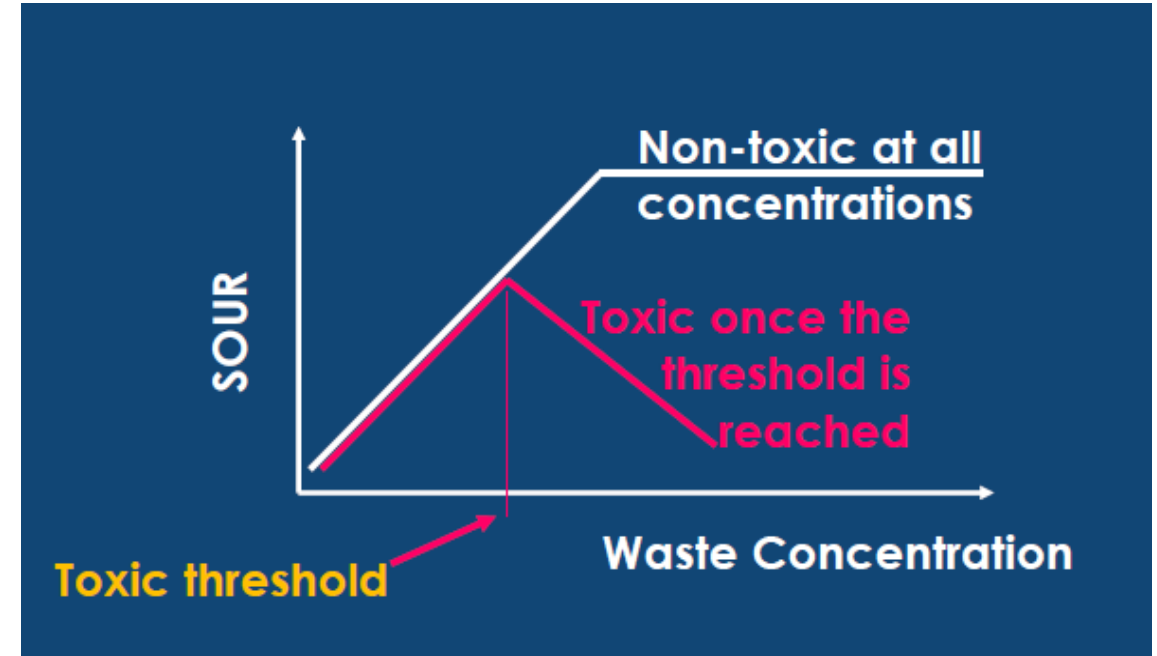 Non-toxic at all
concentrations
SOUR
Toxic once the
threshold is
reached
Waste Concentration
Toxic threshold